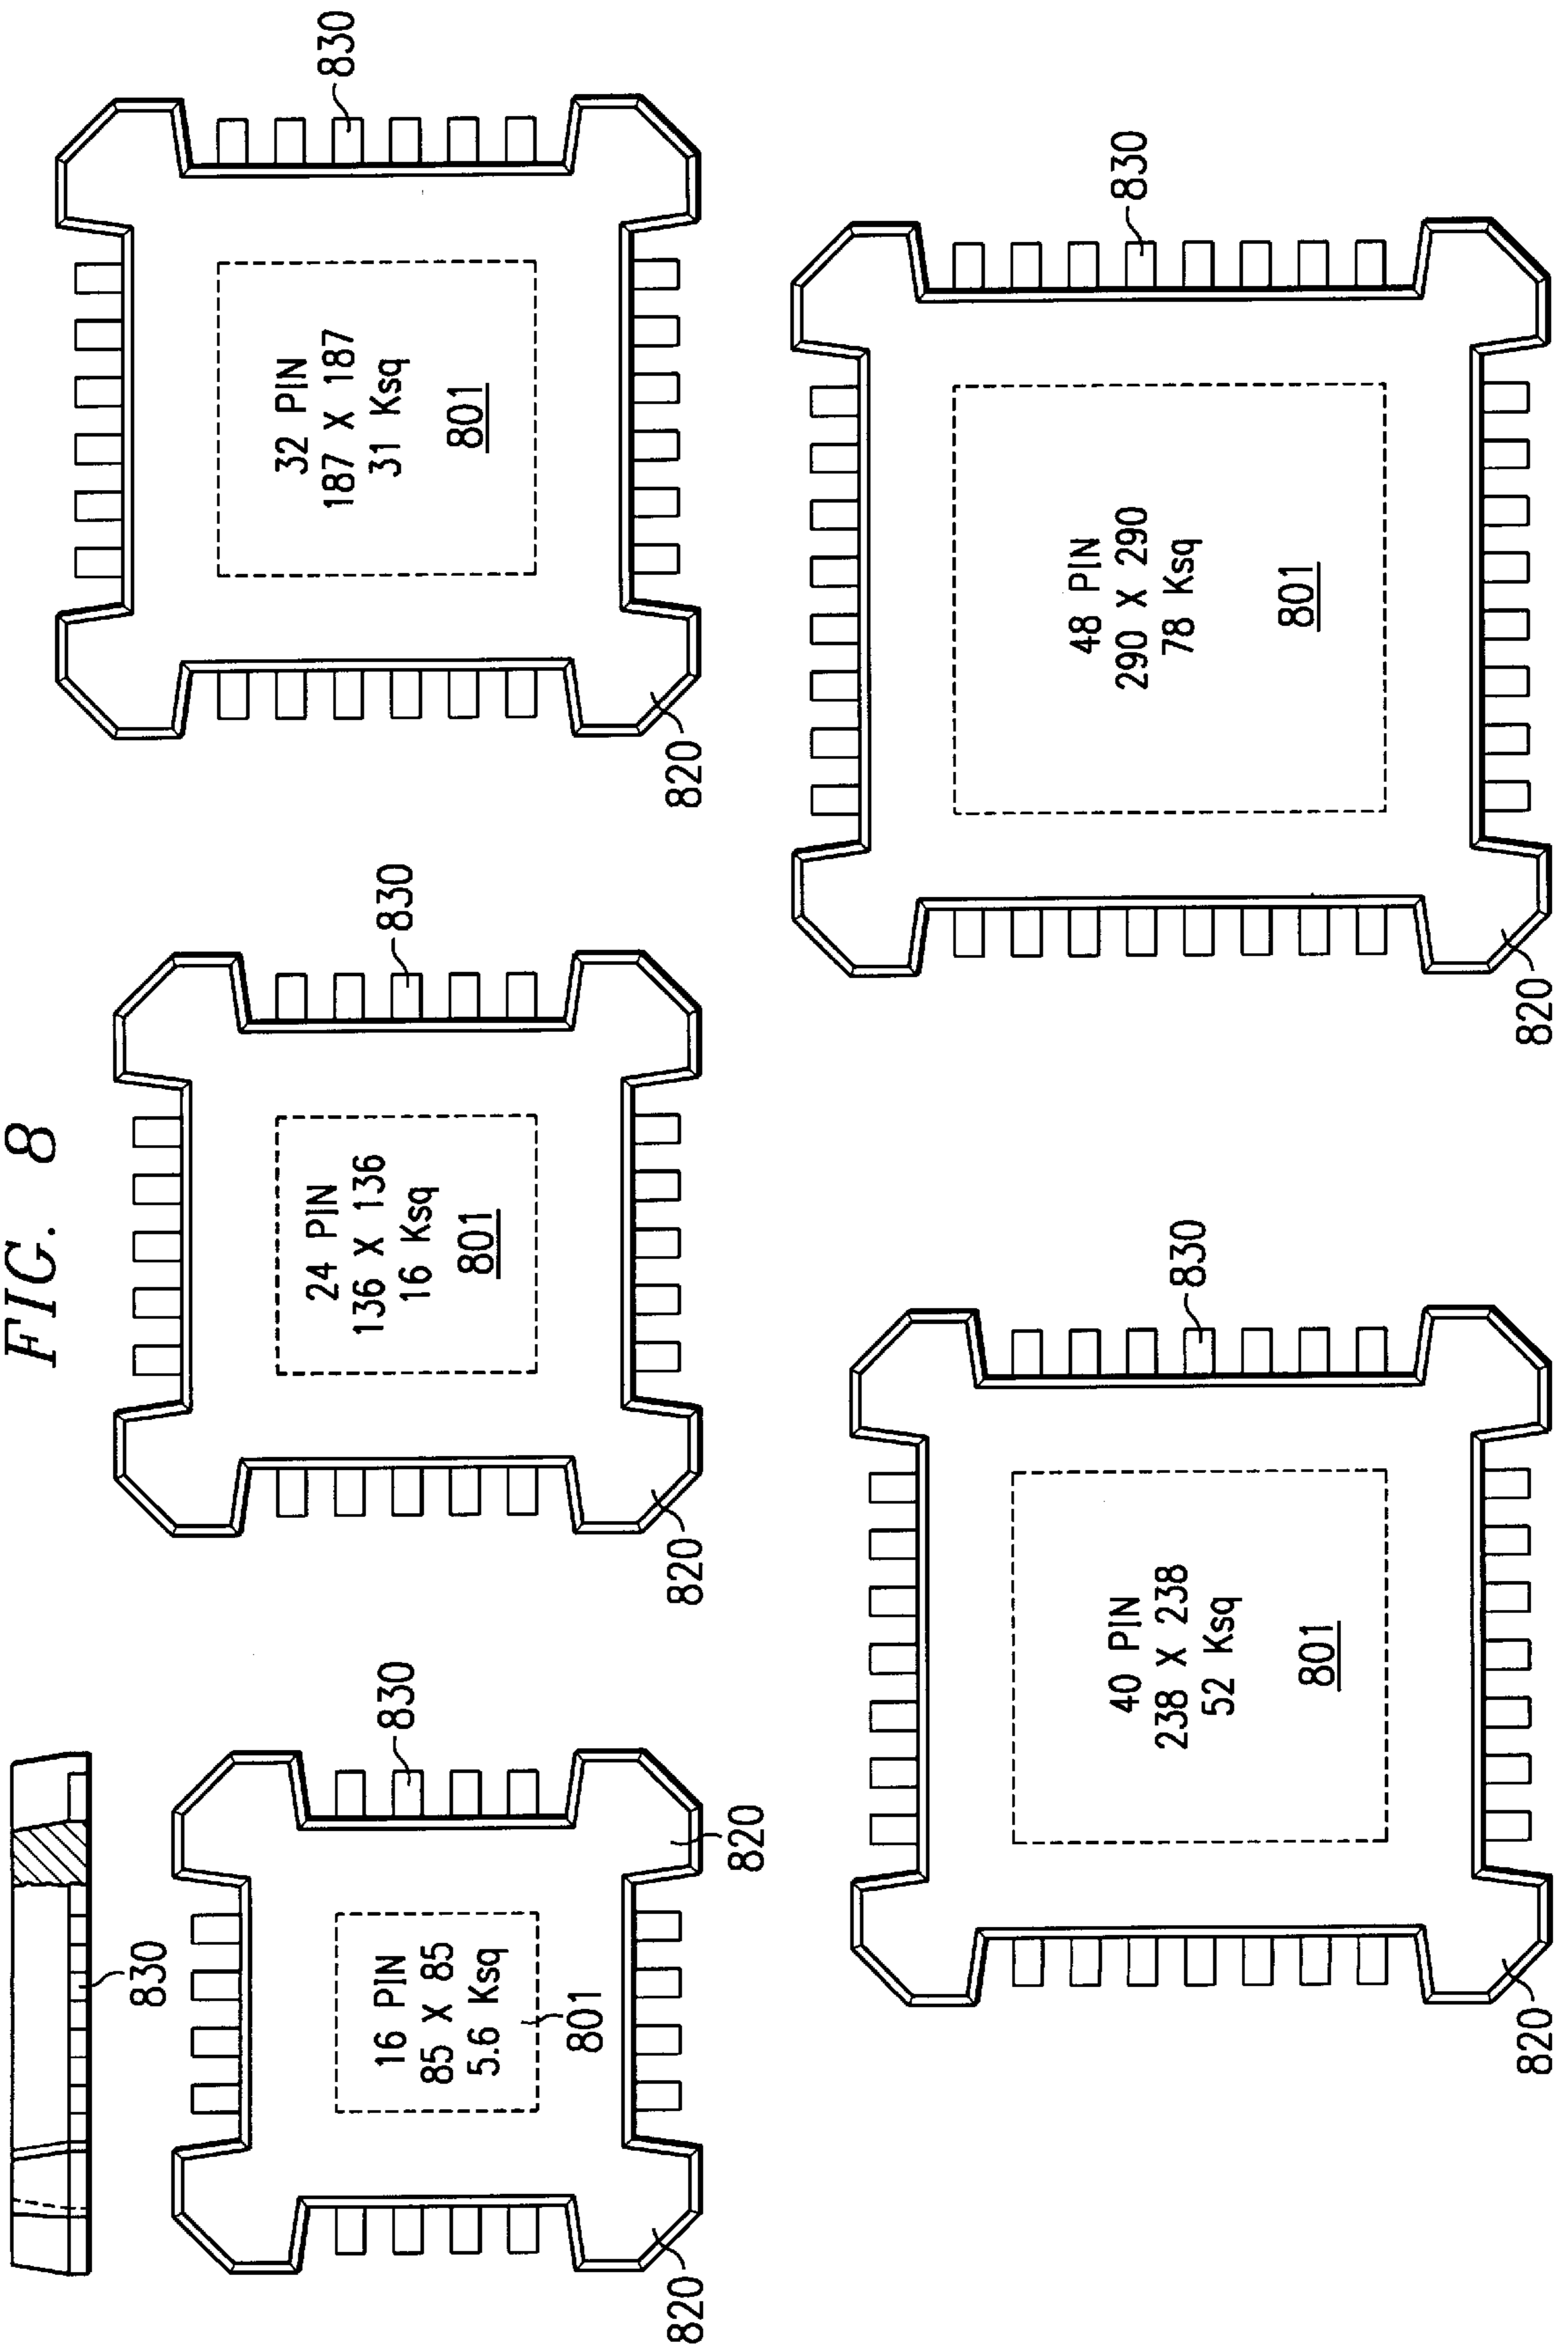 FIG. 8
830
16 PIN
85 X 85
5.6 Ksq
830
801
820
820
24 PIN
136 X 136
16 Ksq
830
801
820
32 PIN
187 X 187
31 Ksq
830
801
820
40 PIN
238 X 238
52 Ksq
830
801
820
48 PIN
290 X 290
78 Ksq
830
801
820